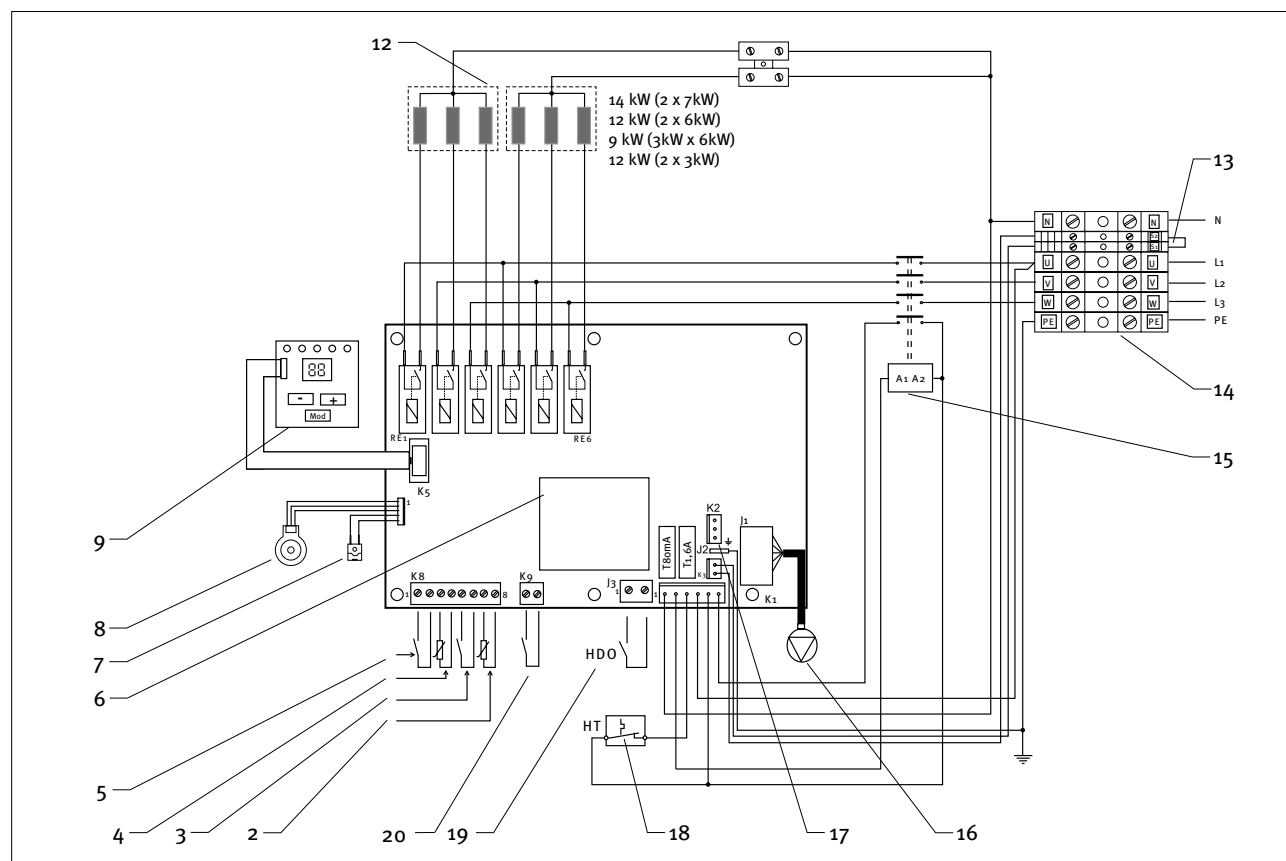 12
14 kW (2 x 7kW)
12 kW (2 x 6kW)
9 kW (3kW x 6kW)
12 kW (2 x 3kW)
13
N N N
S2
S1
U U L1
V V L2
W W L3
PE PE PE
14
A1 A2
15
88
- +
Mod
9
RE1 RE6
K5
1
8
7
6
K2
J1
T80mA
T1,6A
J2
K3
K8
1 8
K9
J3
1
1
K1
HDO
HT
5
4
3
2
20
19
18
17
16